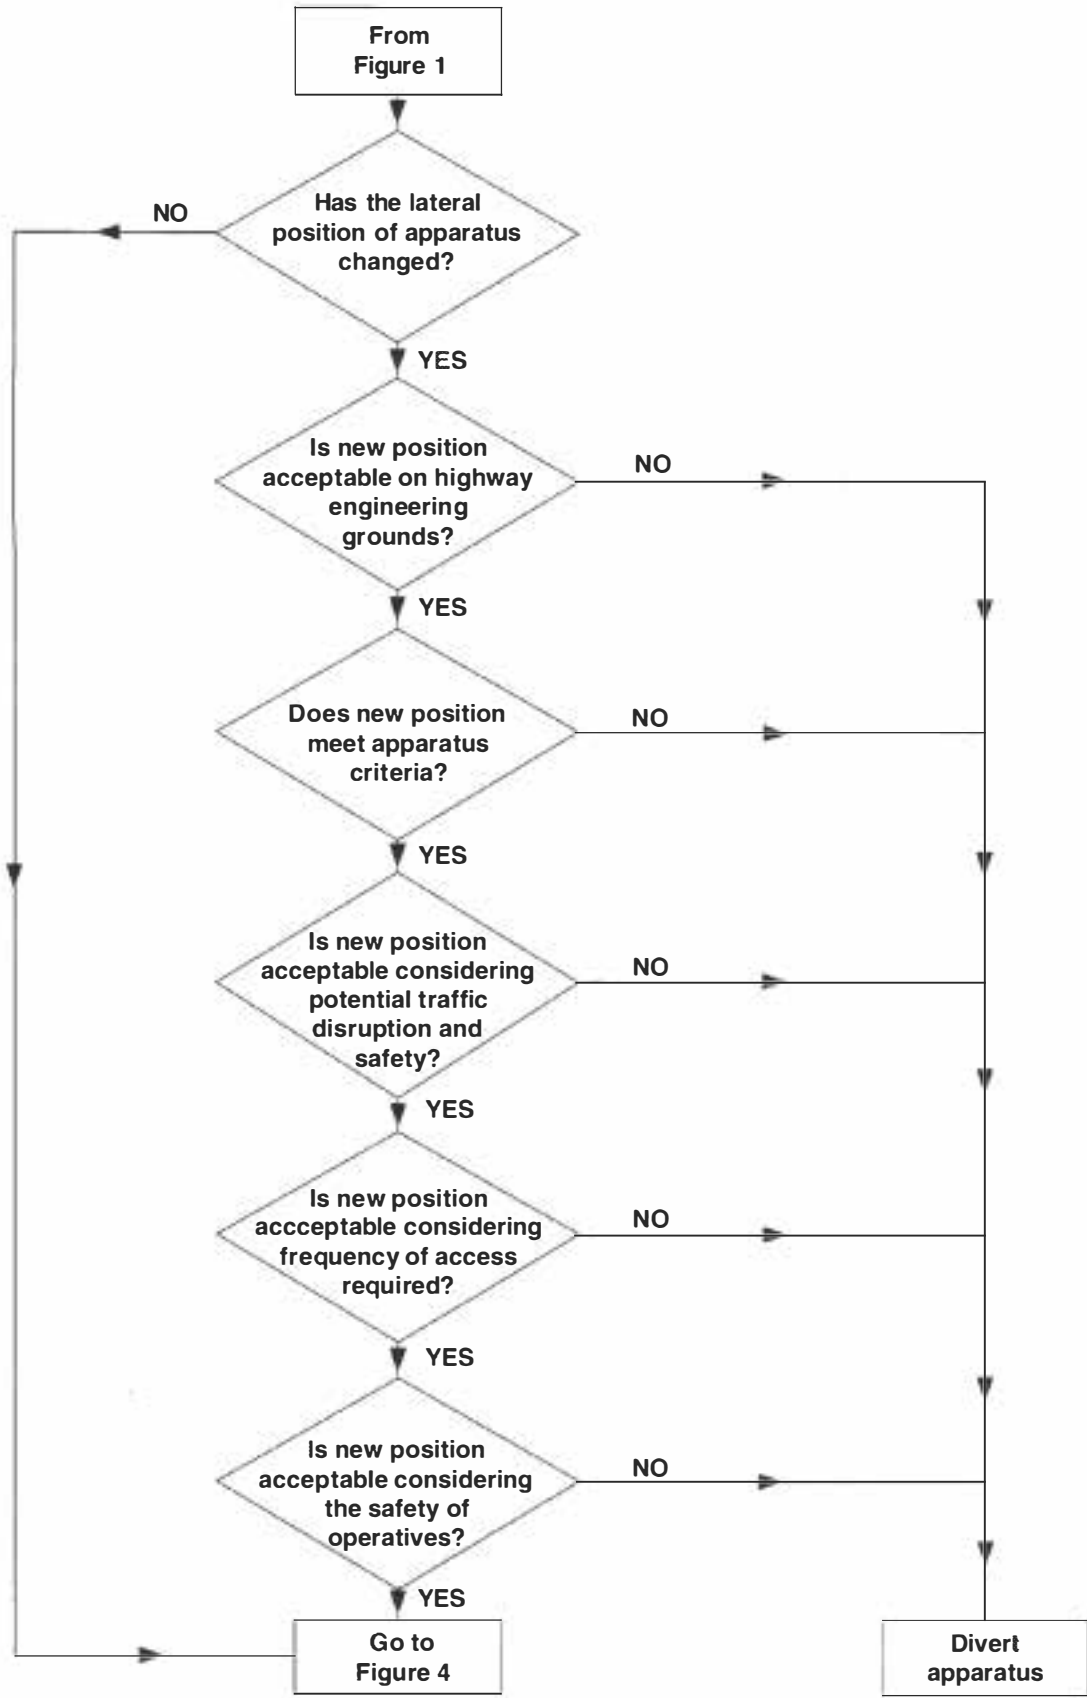 From
Figure 1
NO
Has the lateral
position of apparatus
changed?
YES
Is new position
acceptable on highway
engineering
grounds?
NO
YES
Does new position
meet apparatus
criteria?
NO
YES
Is new position
acceptable considering
potential traffic
disruption and
safety?
NO
YES
Is new position
accceptable considering
frequency of access
required?
NO
YES
Is new position
acceptable considering
the safety of
operatives?
NO
YES
Go to
Figure 4
Divert
apparatus